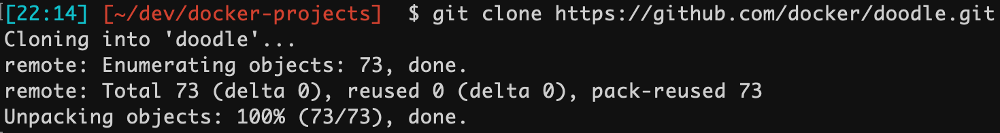 [22:14] [~/dev/docker-projects]  $ git clone https://github.com/docker/doodle.git
Cloning into 'doodle'...
remote: Enumerating objects: 73, done.
remote: Total 73 (delta 0), reused 0 (delta 0), pack-reused 73
Unpacking objects: 100% (73/73), done.